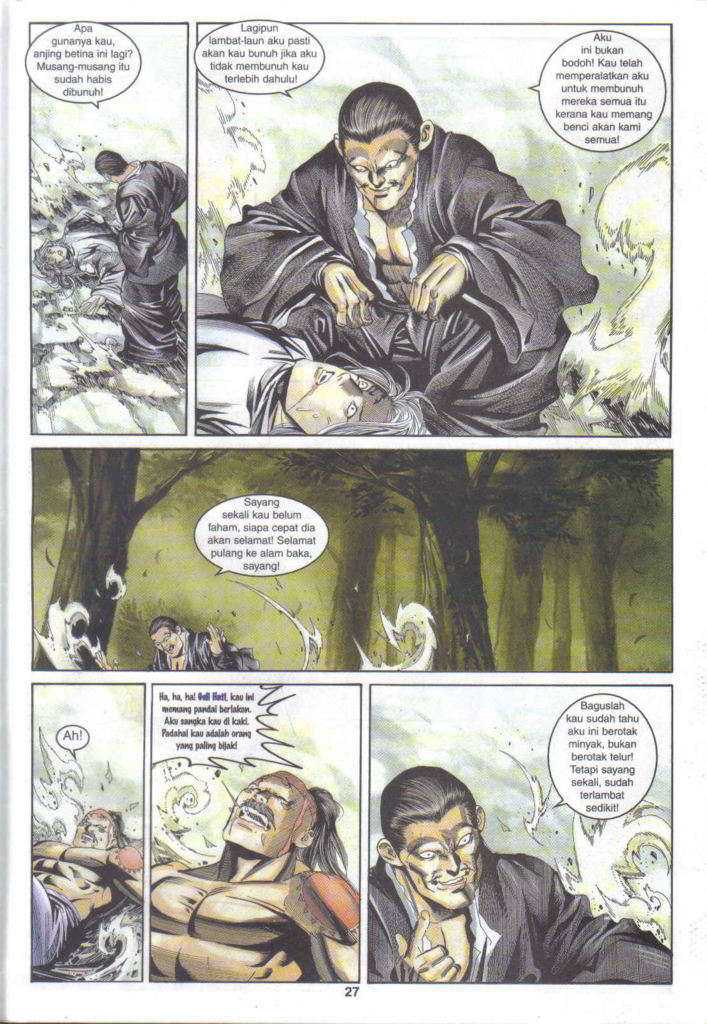 Apa
gunanya kau,
anjing betina ini lagi?
Musang-musang itu
sudah habis
dibunuh!
Lagipun
lambat-laun aku pasti
akan kau bunuh jika aku
tidak membunuh kau
terlebih dahulu!
Aku
ini bukan
bodoh! Kau telah
memperalatkan aku
untuk membunuh
mereka semua itu
kerana kau memang
benci akan kami
semua!
Sayang
sekali kau belum
faham, siapa cepat dia
akan selamat! Selamat
pulang ke alam baka,
sayang!
Ah!
Ha, ha, ha! Geli Hati, kau ini
memang pandai berlakon.
Aku sangka kau di kaki.
Padahal kau adalah orang
yang paling bijak!
Baguslah
kau sudah tahu
aku ini berotak
minyak, bukan
berotak telur!
Tetapi sayang
sekali, sudah
terlambat
sedikit!
27